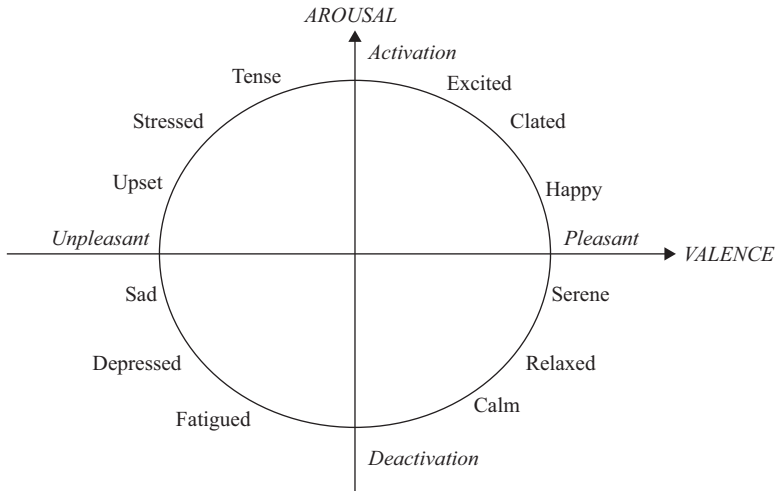 AROUSAL
Activation
Tense
Excited
Stressed
Clated
Upset
Happy
Unpleasant
Pleasant
VALENCE
Sad
Serene
Depressed
Relaxed
Fatigued
Calm
Deactivation